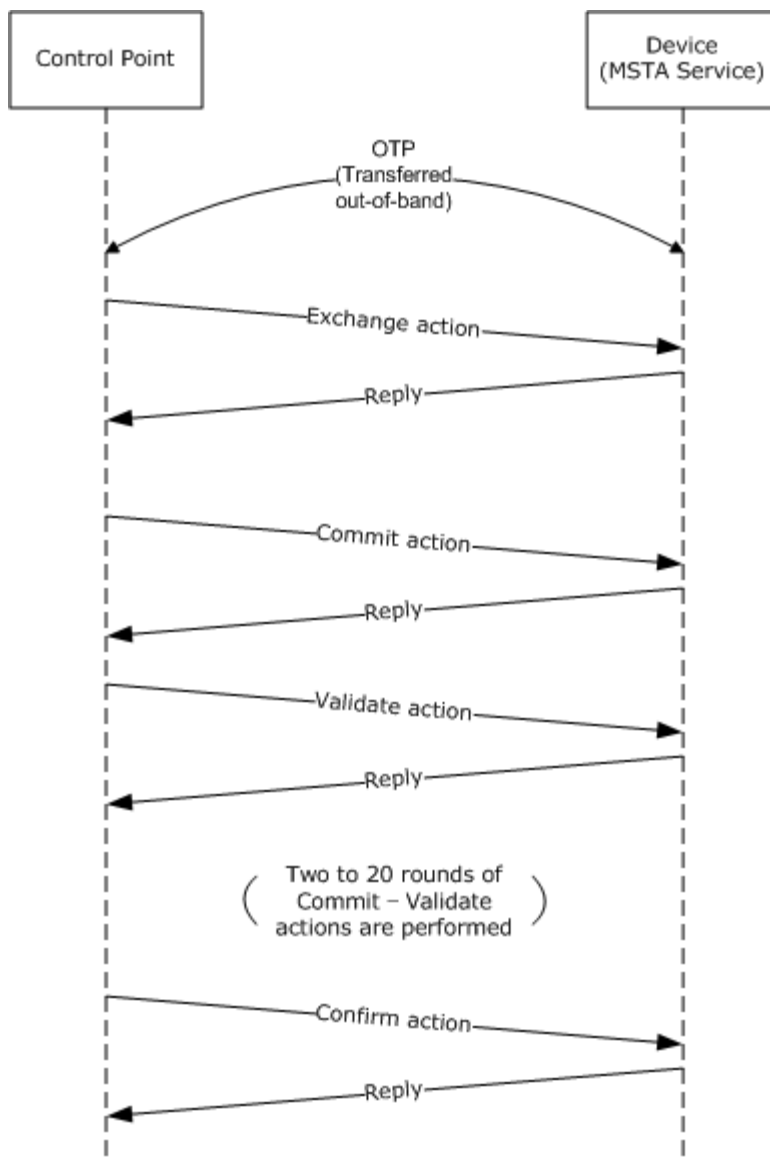 Control Point
Device
(MSTA Service)
OTP
(Transferred
out-of-band)
Exchange action
Reply
Commit action
Reply
Validate action
Reply
( Two to 20 rounds of
Commit – Validate
actions are performed )
Confirm action
Reply